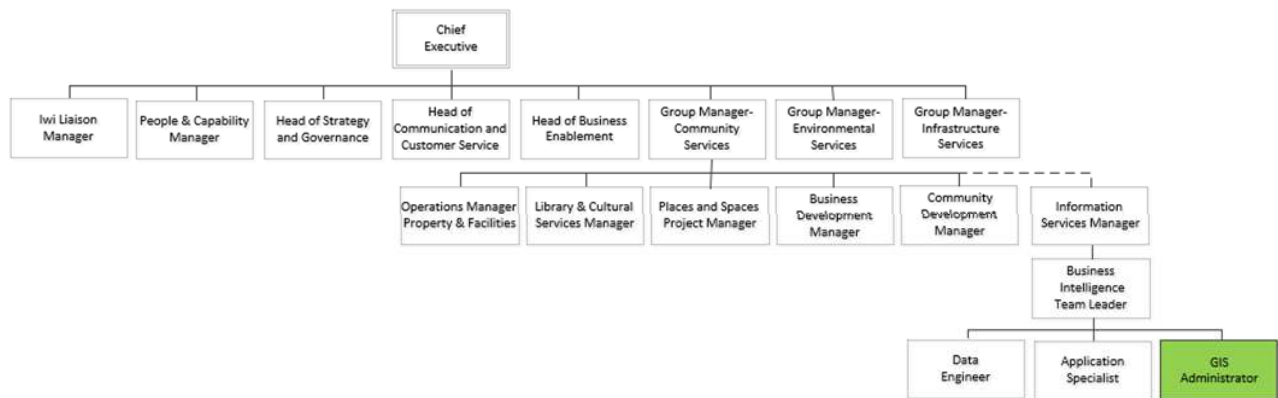 Chief
Executive
Iwi Liaison
Manager
People & Capability
Manager
Head of Strategy
and Governance
Head of
Communication and
Customer Service
Head of Business
Enablement
Group Manager-
Community
Services
Group Manager-
Environmental
Services
Group Manager-
Infrastructure
Services
Operations Manager
Property & Facilities
Library & Cultural
Services Manager
Places and Spaces
Project Manager
Business
Development
Manager
Community
Development
Manager
Information
Services Manager
Business
Intelligence
Team Leader
Data
Engineer
Application
Specialist
GIS
Administrator